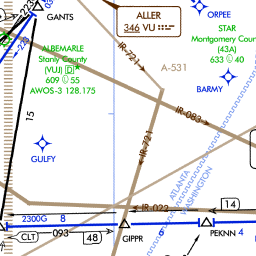 GANTS
223
ALLER
346 VU
ORPEE
STAR
Montgomery County
(43A)
633 40
ALBEMARLE
Stanly County
(VUJ) D*
609 55
AWOS-3 128.175
IR-721
A-531
BARMY
IR-083
15
IR-721
GULFY
ATLANTA
WASHINGTON
IR-022
14
2300G
8
093
CLT
48
GIPPR
6
PEKNN
4